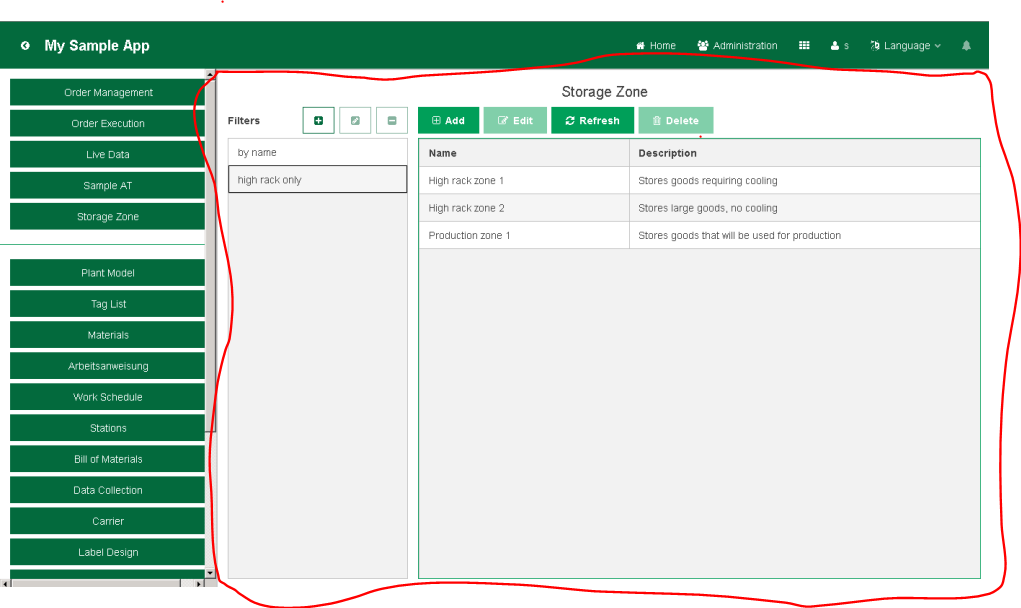 My Sample App
Home Administration s Language
Order Management
Order Execution
Live Data
Sample AT
Storage Zone
Plant Model
Tag List
Materials
Arbeitsanweisung
Work Schedule
Stations
Bill of Materials
Data Collection
Carrier
Label Design
Storage Zone
Filters
Add Edit Refresh Delete
by name
high rack only
Name Description
High rack zone 1 Stores goods requiring cooling
High rack zone 2 Stores large goods, no cooling
Production zone 1 Stores goods that will be used for production